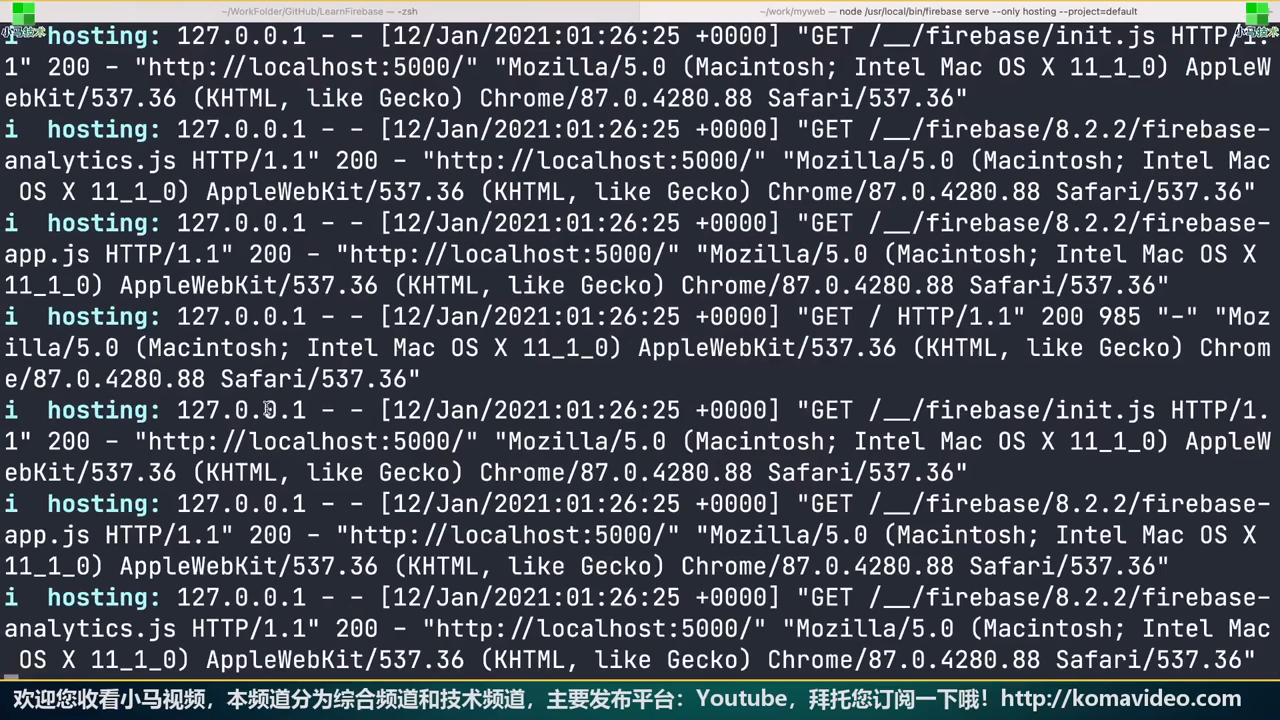 ~/WorkFolder/GitHub/LearnFirebase — -zsh
~/work/myweb — node /usr/local/bin/firebase serve --only hosting --project=default
小马技术
小马技术
i  hosting: 127.0.0.1 - - [12/Jan/2021:01:26:25 +0000] "GET /__/firebase/init.js HTTP/1.
1" 200 - "http://localhost:5000/" "Mozilla/5.0 (Macintosh; Intel Mac OS X 11_1_0) AppleW
ebKit/537.36 (KHTML, like Gecko) Chrome/87.0.4280.88 Safari/537.36"
i  hosting: 127.0.0.1 - - [12/Jan/2021:01:26:25 +0000] "GET /__/firebase/8.2.2/firebase-
analytics.js HTTP/1.1" 200 - "http://localhost:5000/" "Mozilla/5.0 (Macintosh; Intel Mac
 OS X 11_1_0) AppleWebKit/537.36 (KHTML, like Gecko) Chrome/87.0.4280.88 Safari/537.36"
i  hosting: 127.0.0.1 - - [12/Jan/2021:01:26:25 +0000] "GET /__/firebase/8.2.2/firebase-
app.js HTTP/1.1" 200 - "http://localhost:5000/" "Mozilla/5.0 (Macintosh; Intel Mac OS X
11_1_0) AppleWebKit/537.36 (KHTML, like Gecko) Chrome/87.0.4280.88 Safari/537.36"
i  hosting: 127.0.0.1 - - [12/Jan/2021:01:26:25 +0000] "GET / HTTP/1.1" 200 985 "-" "Moz
illa/5.0 (Macintosh; Intel Mac OS X 11_1_0) AppleWebKit/537.36 (KHTML, like Gecko) Chrom
e/87.0.4280.88 Safari/537.36"
i  hosting: 127.0.0.1 - - [12/Jan/2021:01:26:25 +0000] "GET /__/firebase/init.js HTTP/1.
1" 200 - "http://localhost:5000/" "Mozilla/5.0 (Macintosh; Intel Mac OS X 11_1_0) AppleW
ebKit/537.36 (KHTML, like Gecko) Chrome/87.0.4280.88 Safari/537.36"
i  hosting: 127.0.0.1 - - [12/Jan/2021:01:26:25 +0000] "GET /__/firebase/8.2.2/firebase-
app.js HTTP/1.1" 200 - "http://localhost:5000/" "Mozilla/5.0 (Macintosh; Intel Mac OS X
11_1_0) AppleWebKit/537.36 (KHTML, like Gecko) Chrome/87.0.4280.88 Safari/537.36"
i  hosting: 127.0.0.1 - - [12/Jan/2021:01:26:25 +0000] "GET /__/firebase/8.2.2/firebase-
analytics.js HTTP/1.1" 200 - "http://localhost:5000/" "Mozilla/5.0 (Macintosh; Intel Mac
 OS X 11_1_0) AppleWebKit/537.36 (KHTML, like Gecko) Chrome/87.0.4280.88 Safari/537.36"
欢迎您收看小马视频，本频道分为综合频道和技术频道，主要发布平台：Youtube，拜托您订阅一下哦！http://komavideo.com